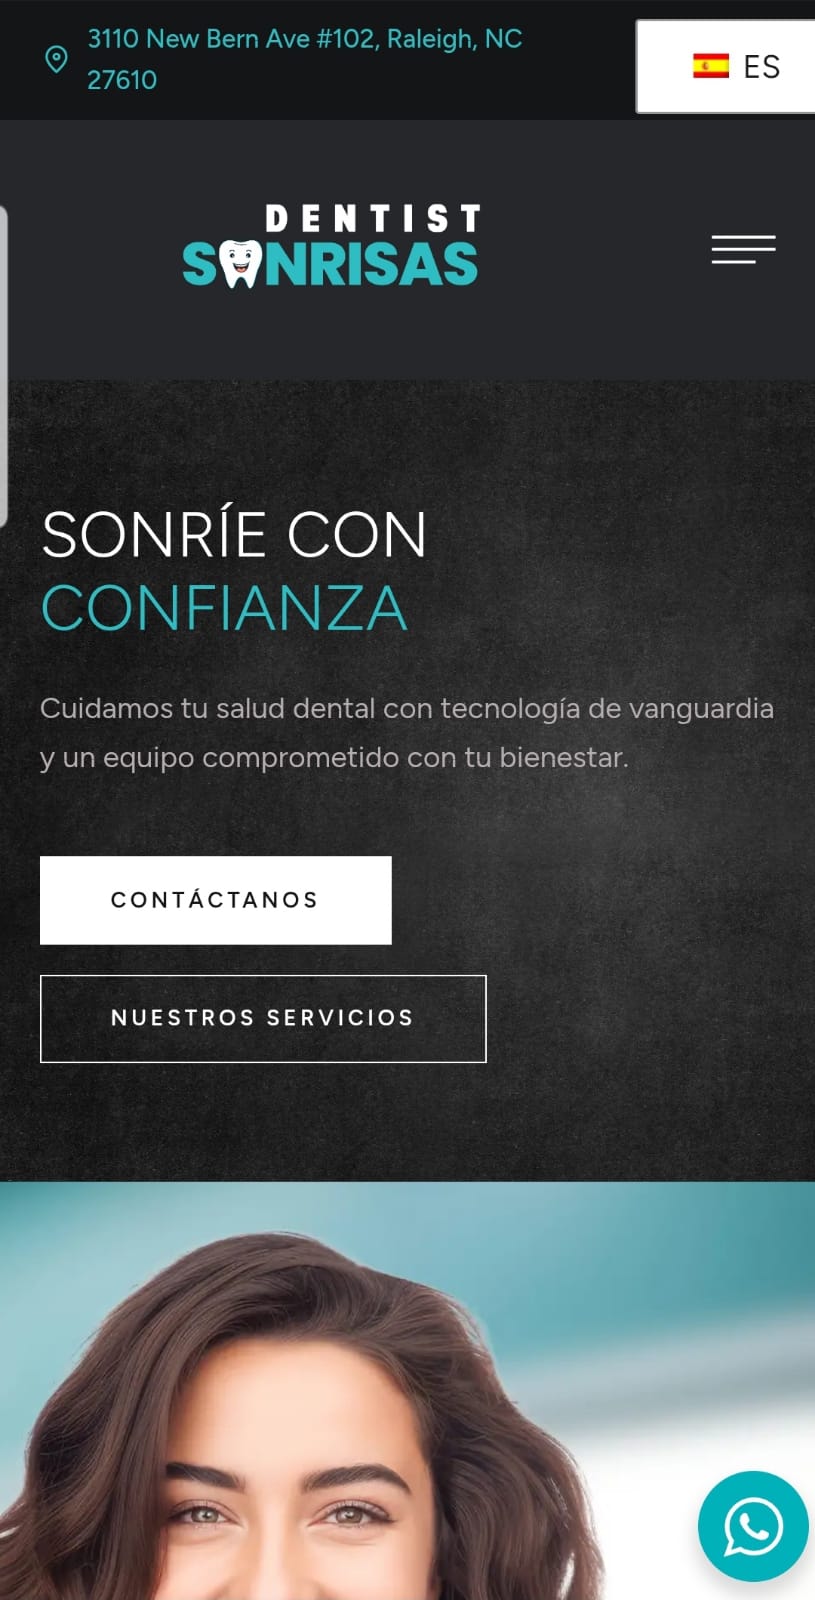 3110 New Bern Ave #102, Raleigh, NC
27610
ES
DENTIST
SONRISAS
SONRÍE CON
CONFIANZA
Cuidamos tu salud dental con tecnología de vanguardia
y un equipo comprometido con tu bienestar.
CONTÁCTANOS
NUESTROS SERVICIOS